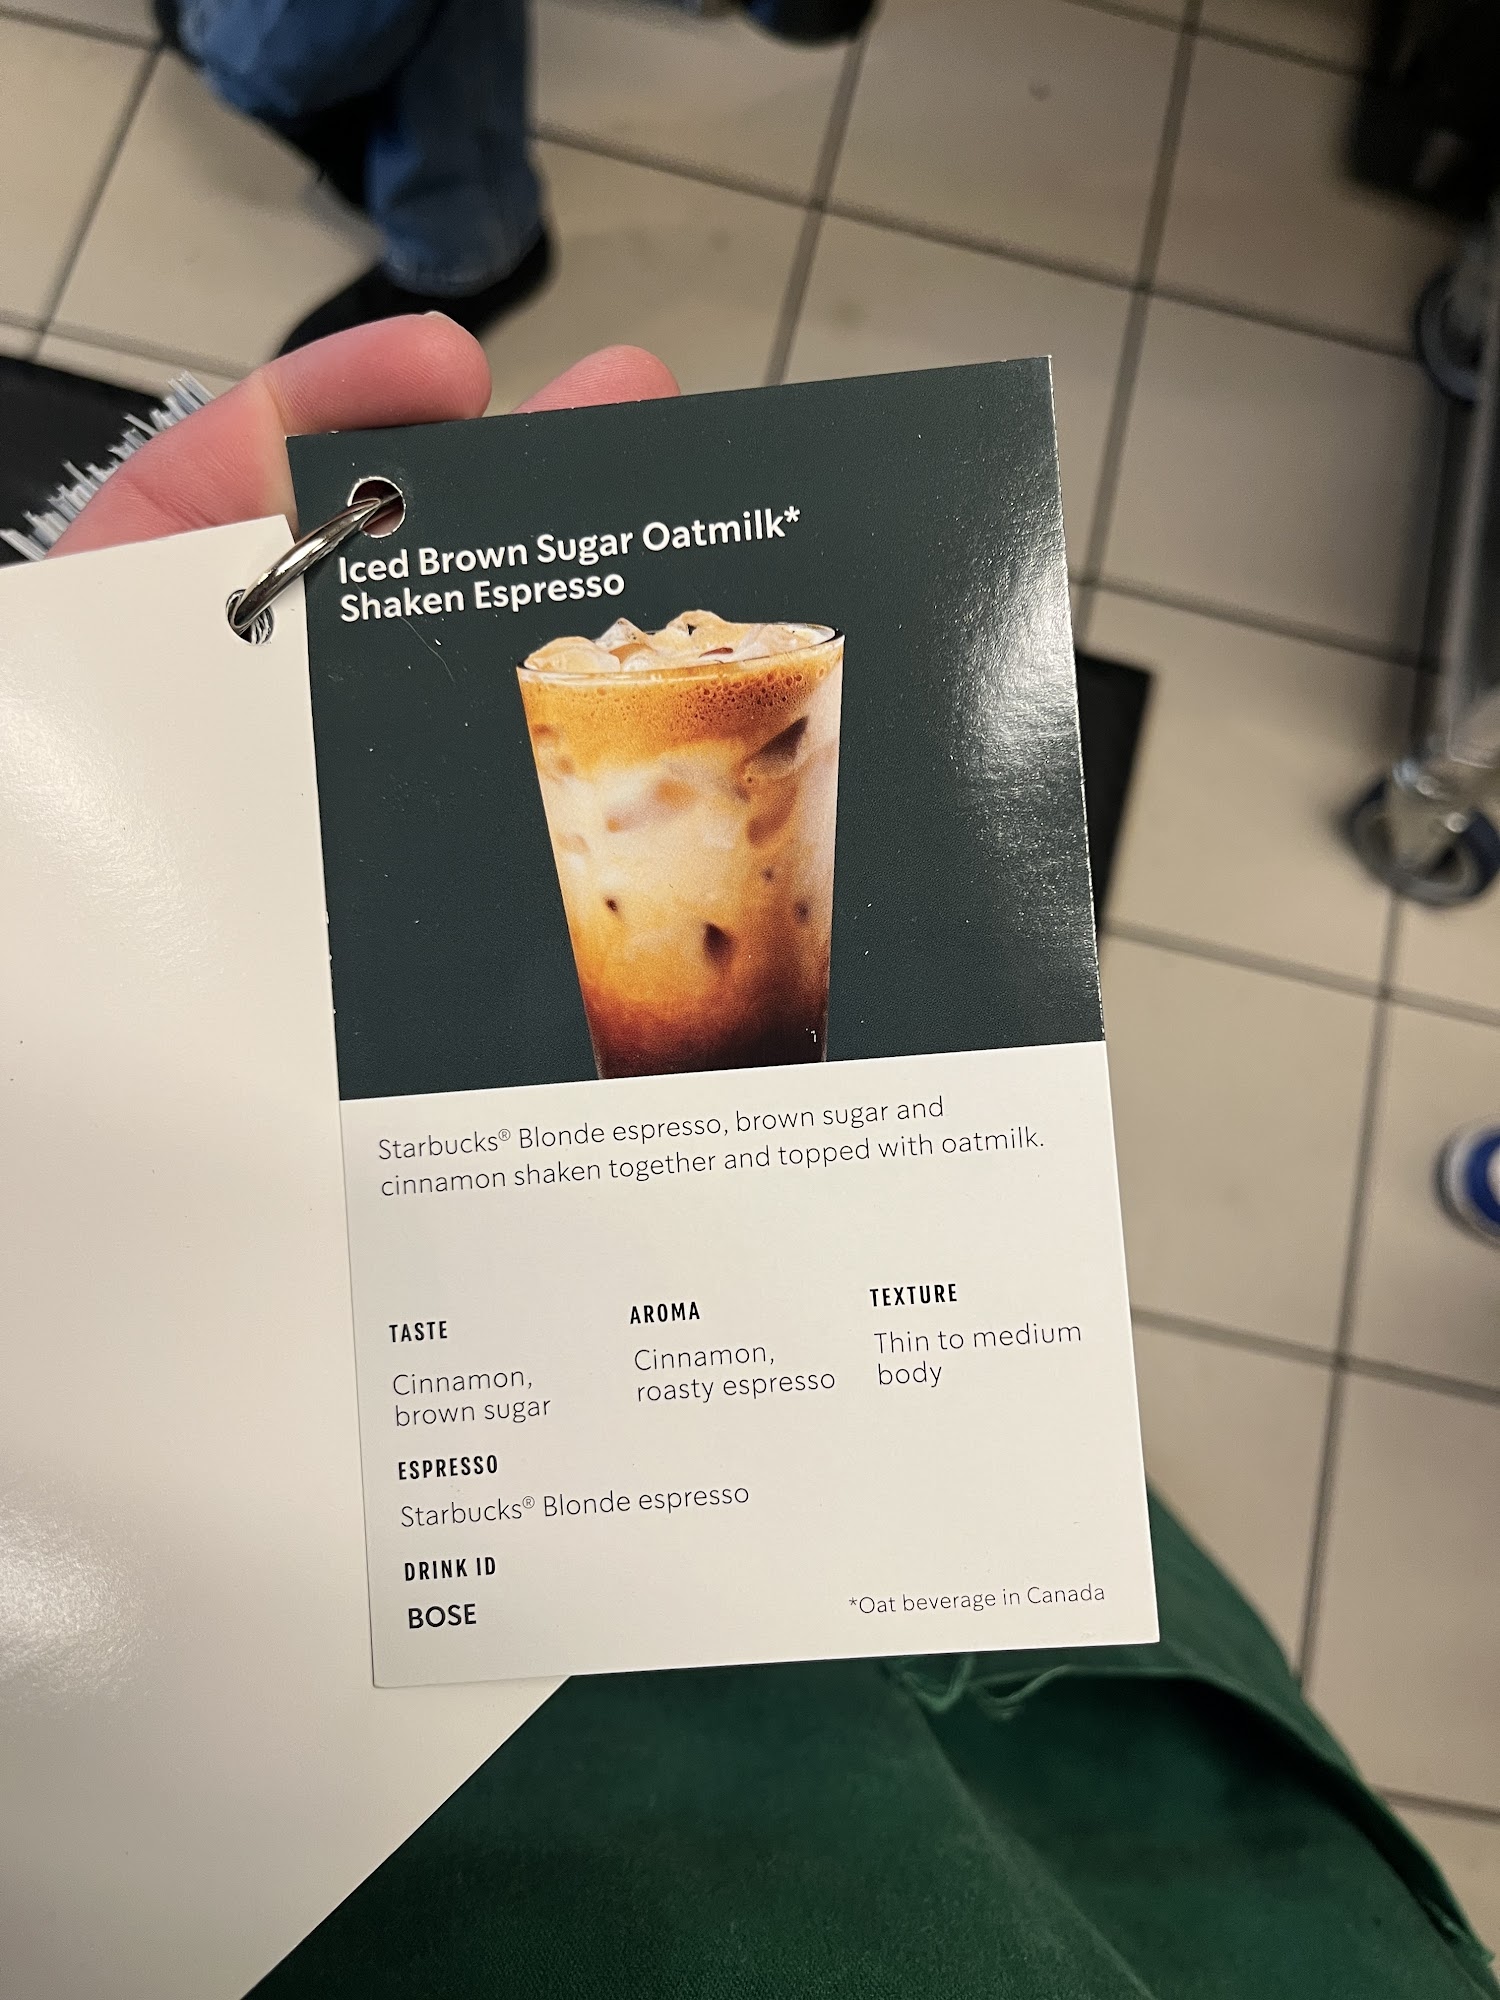 Iced Brown Sugar Oatmilk*
Shaken Espresso
Starbucks® Blonde espresso, brown sugar and
cinnamon shaken together and topped with oatmilk.
TASTE
Cinnamon,
brown sugar
AROMA
Cinnamon,
roasty espresso
TEXTURE
Thin to medium
body
ESPRESSO
Starbucks® Blonde espresso
DRINK ID
BOSE
*Oat beverage in Canada